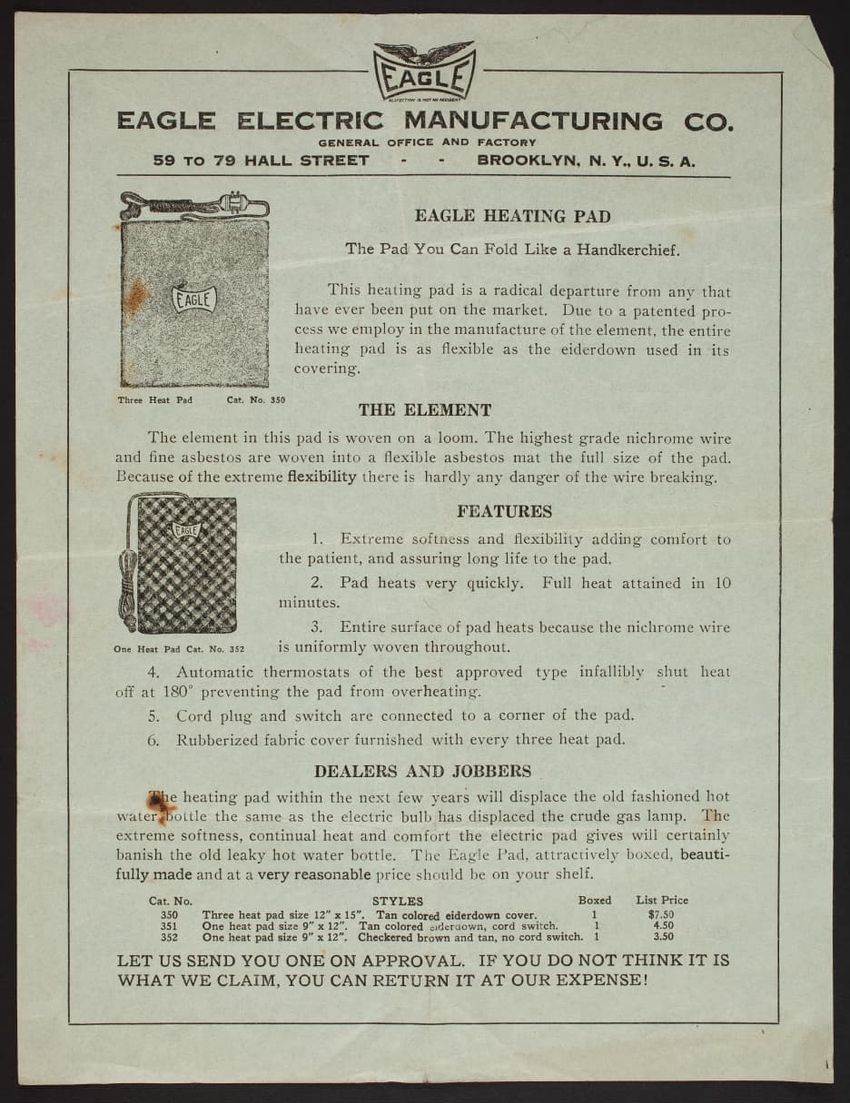 EAGLE
PERFECTION IS NOT AN ACCIDENT
EAGLE ELECTRIC MANUFACTURING CO.
GENERAL OFFICE AND FACTORY
59 TO 79 HALL STREET - - BROOKLYN, N. Y., U. S. A.
EAGLE HEATING PAD
The Pad You Can Fold Like a Handkerchief.
EAGLE
This heating pad is a radical departure from any that
have ever been put on the market. Due to a patented pro-
cess we employ in the manufacture of the element, the entire
heating pad is as flexible as the eiderdown used in its
covering.
Three Heat Pad Cat. No. 350
THE ELEMENT
The element in this pad is woven on a loom. The highest grade nichrome wire
and fine asbestos are woven into a flexible asbestos mat the full size of the pad.
Because of the extreme flexibility there is hardly any danger of the wire breaking.
EAGLE
FEATURES
1. Extreme softness and flexibility adding comfort to
the patient, and assuring long life to the pad.
2. Pad heats very quickly. Full heat attained in 10
minutes.
3. Entire surface of pad heats because the nichrome wire
is uniformly woven throughout.
One Heat Pad Cat. No. 352
4. Automatic thermostats of the best approved type infallibly shut heat
off at 180° preventing the pad from overheating.
5. Cord plug and switch are connected to a corner of the pad.
6. Rubberized fabric cover furnished with every three heat pad.
DEALERS AND JOBBERS
The heating pad within the next few years will displace the old fashioned hot
water bottle the same as the electric bulb has displaced the crude gas lamp. The
extreme softness, continual heat and comfort the electric pad gives will certainly
banish the old leaky hot water bottle. The Eagle Pad, attractively boxed, beauti-
fully made and at a very reasonable price should be on your shelf.
Cat. No. STYLES Boxed List Price
350 Three heat pad size 12" x 15". Tan colored eiderdown cover. 1 $7.50
351 One heat pad size 9" x 12". Tan colored eiderdown, cord switch. 1 4.50
352 One heat pad size 9" x 12". Checkered brown and tan, no cord switch. 1 3.50
LET US SEND YOU ONE ON APPROVAL. IF YOU DO NOT THINK IT IS
WHAT WE CLAIM, YOU CAN RETURN IT AT OUR EXPENSE!